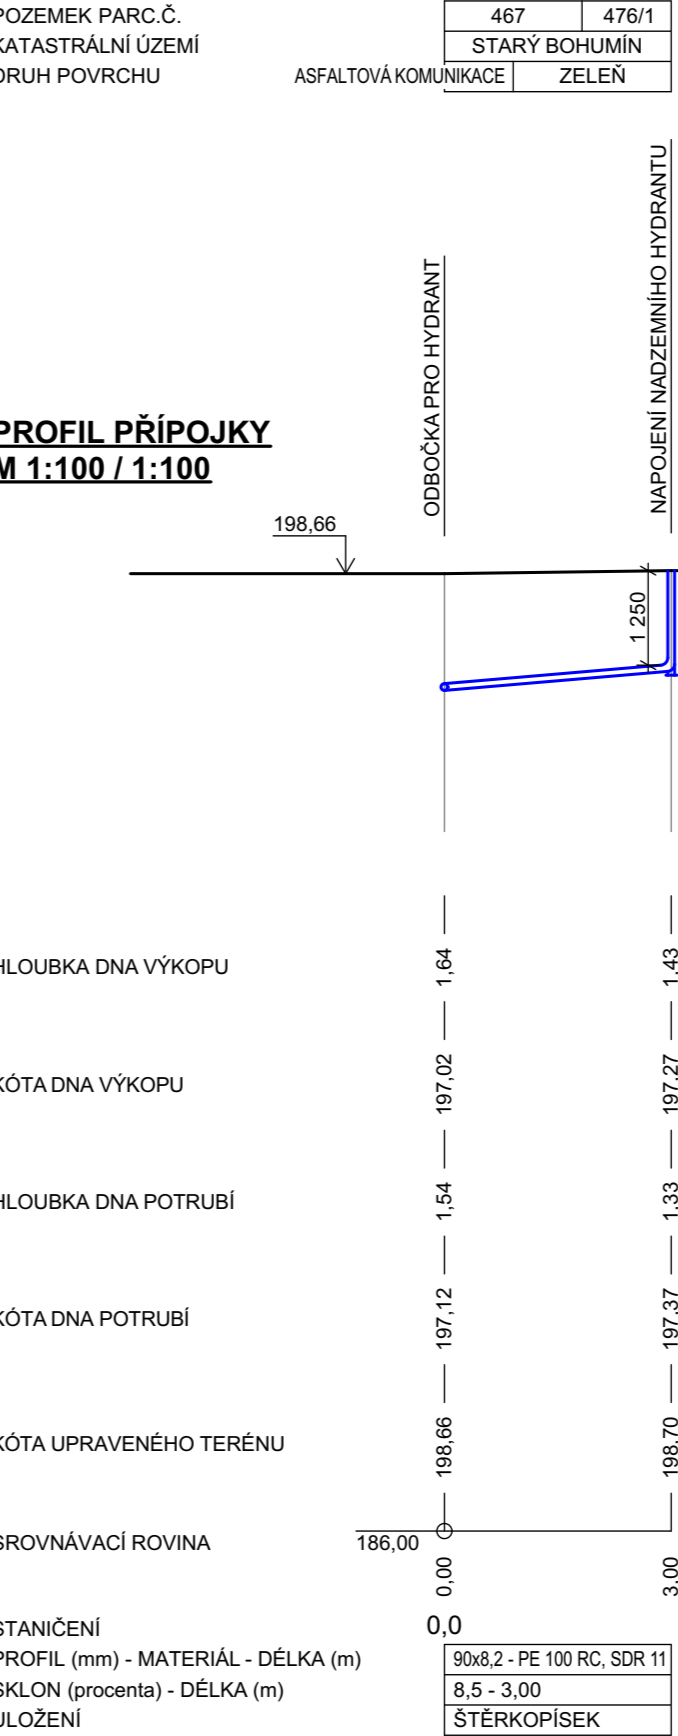 POZEMEK PARC.Č. 467 476/1
KATASTRÁLNÍ ÚZEMÍ STARÝ BOHUMÍN
DRUH POVRCHU ASFALTOVÁ KOMUNIKACE ZELEŇ
ODBOČKA PRO HYDRANT
NAPOJENÍ NADZEMNÍHO HYDRANTU
PROFIL PŘÍPOJKY
M 1:100 / 1:100
198,66
1 250
HLOUBKA DNA VÝKOPU 1,64 1.43
KÓTA DNA VÝKOPU 197,02 197.27
HLOUBKA DNA POTRUBÍ 1,54 1.33
KÓTA DNA POTRUBÍ 197,12 197.37
KÓTA UPRAVENÉHO TERÉNU 198,66 198.70
SROVNÁVACÍ ROVINA 186,00
0,00 3.00
STANIČENÍ 0,0
PROFIL (mm) - MATERIÁL - DÉLKA (m) 90x8,2 - PE 100 RC, SDR 11
SKLON (procenta) - DÉLKA (m) 8,5 - 3,00
ULOŽENÍ ŠTĚRKOPÍSEK